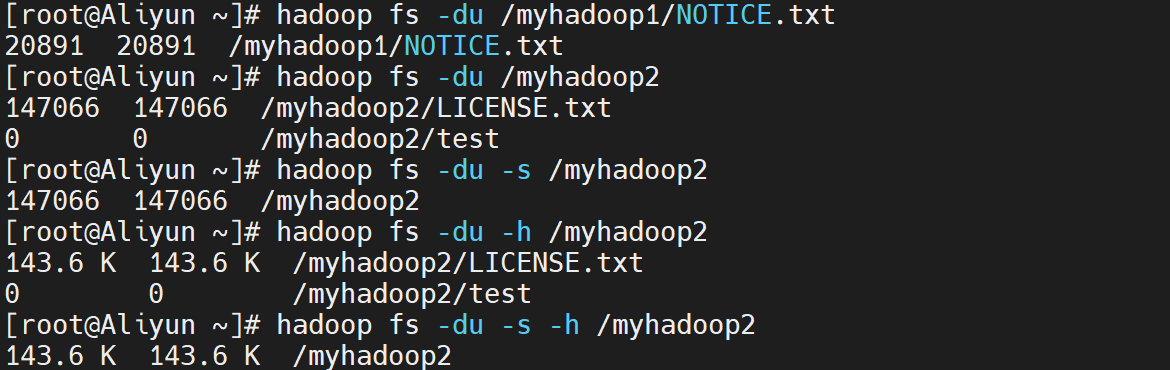 [root@Aliyun ~]# hadoop fs -du /myhadoop1/NOTICE.txt
20891  20891  /myhadoop1/NOTICE.txt
[root@Aliyun ~]# hadoop fs -du /myhadoop2
147066  147066  /myhadoop2/LICENSE.txt
0       0       /myhadoop2/test
[root@Aliyun ~]# hadoop fs -du -s /myhadoop2
147066  147066  /myhadoop2
[root@Aliyun ~]# hadoop fs -du -h /myhadoop2
143.6 K  143.6 K  /myhadoop2/LICENSE.txt
0        0        /myhadoop2/test
[root@Aliyun ~]# hadoop fs -du -s -h /myhadoop2
143.6 K  143.6 K  /myhadoop2